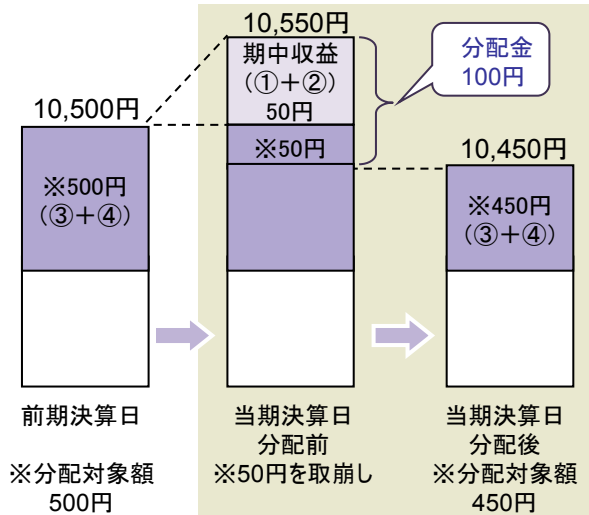 10,500円
※500円
（③＋④）
前期決算日
※分配対象額
500円
10,550円
期中収益
（①＋②）
50円
※50円
分配金
100円
当期決算日
分配前
※50円を取崩し
10,450円
※450円
（③＋④）
当期決算日
分配後
※分配対象額
450円